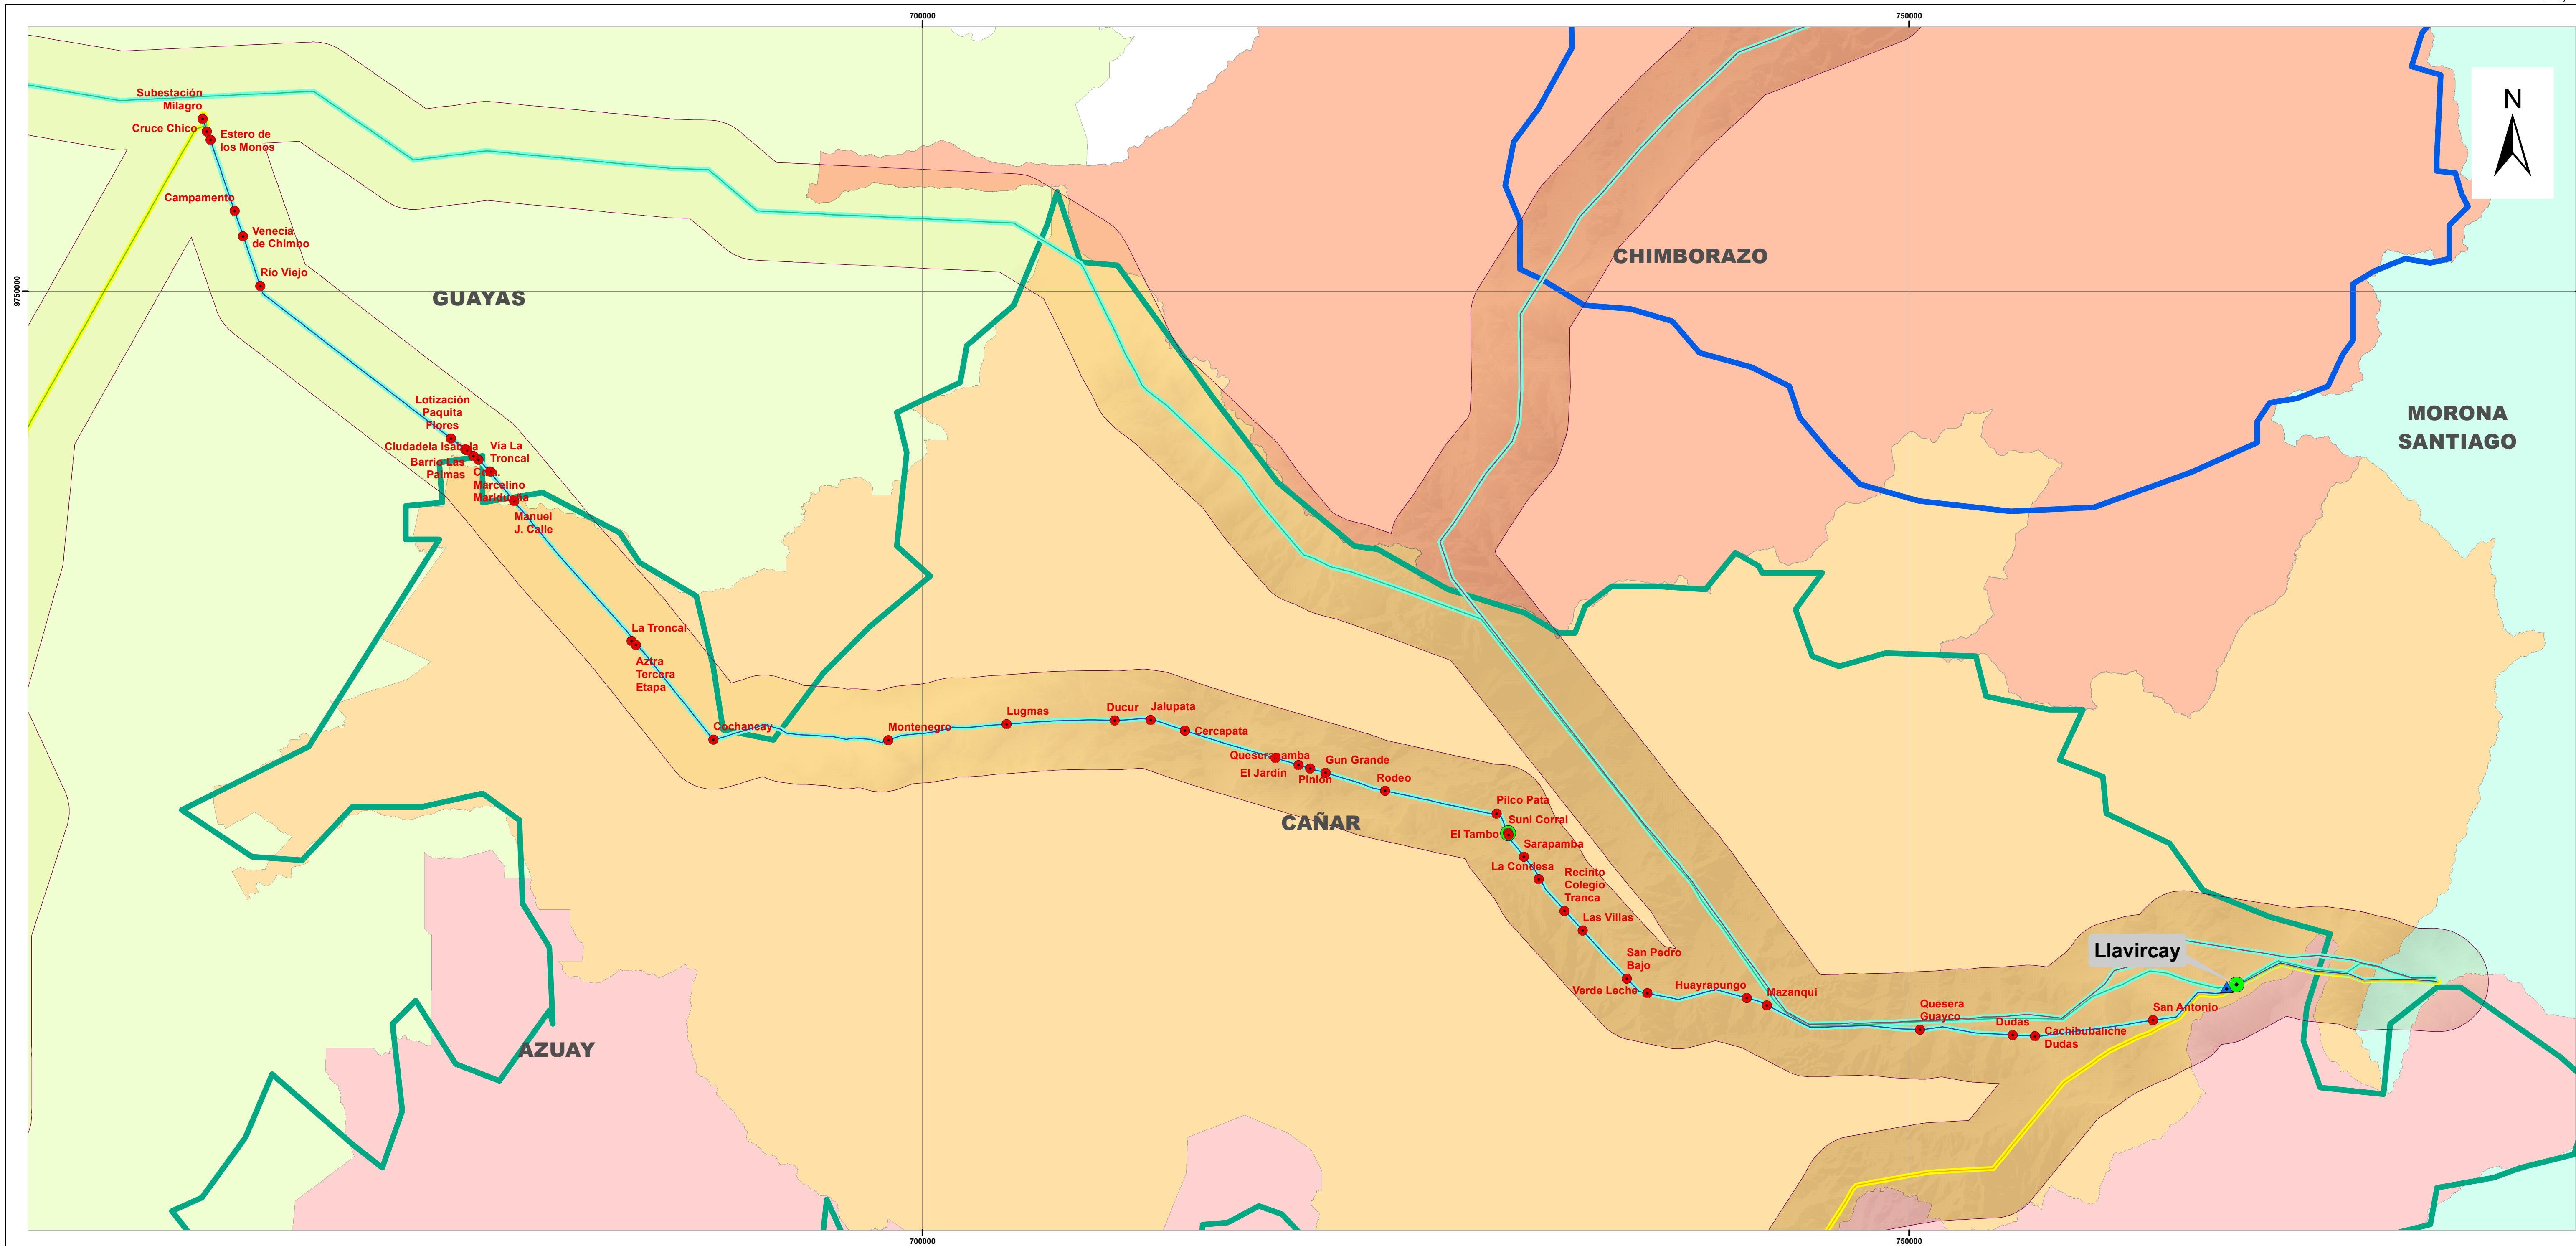 700000
750000
N
9750000
Subestación
Milagro
Cruce Chico
Estero de
los Monos
Campamento
Venecia
de Chimbo
Río Viejo
GUAYAS
CHIMBORAZO
MORONA
SANTIAGO
Lotización
Paquita
Flores
Ciudadela Isabela
Vía La
Troncal
Barrio Las
Palmas
Marcelino
Maridueña
Manuel
J. Calle
La Troncal
Aztra
Tercera
Etapa
Cochancay
Montenegro
Lugmas
Ducur
Jalupata
Cercapata
Queserapamba
El Jardín
Pinlón
Gun Grande
Rodeo
CAÑAR
Pilco Pata
Suni Corral
El Tambo
Sarapamba
La Condesa
Recinto
Colegio
Tranca
Las Villas
San Pedro
Bajo
Verde Leche
Huayrapungo
Mazanqui
Llavircay
Quesera
Guayco
Dudas
Cachibubaliche
Dudas
San Antonio
AZUAY
700000
750000